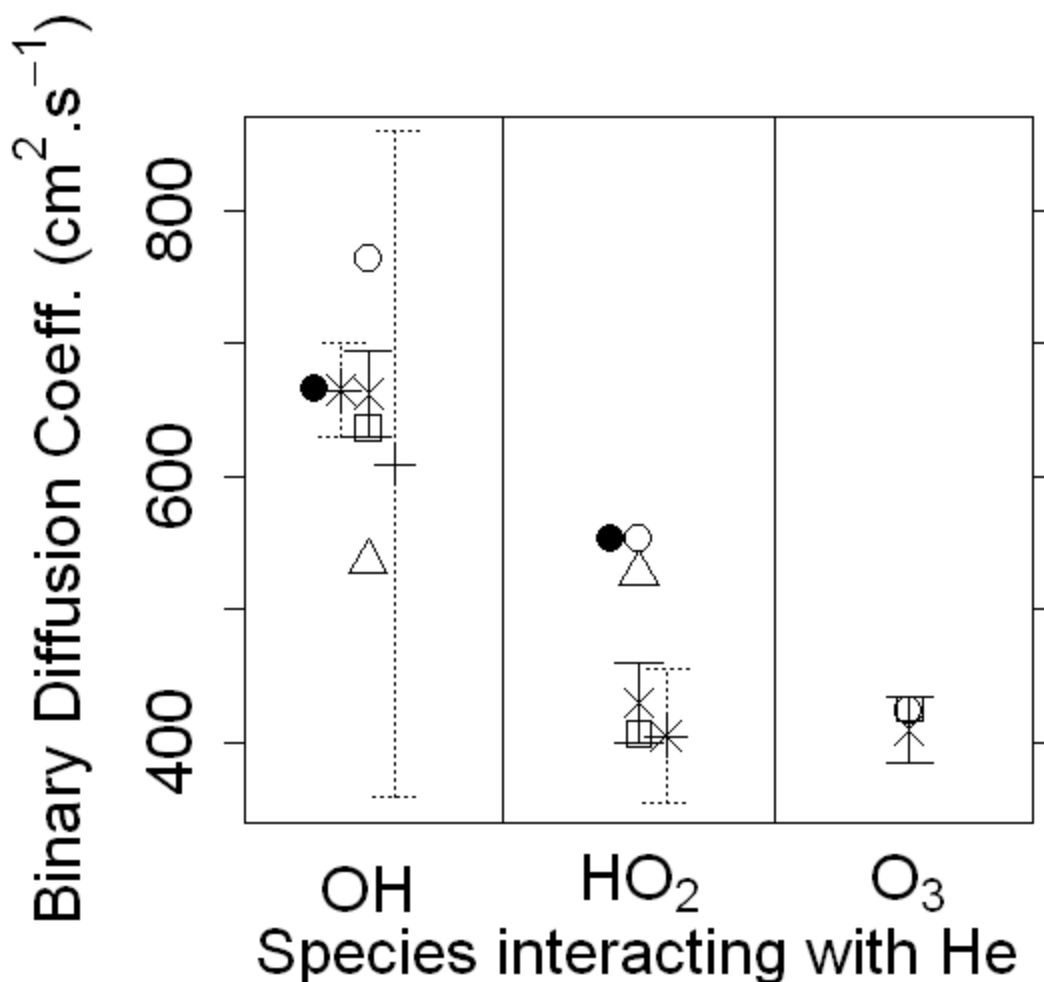 Binary Diffusion Coeff. (cm².s⁻¹)
800
600
400
OH
HO₂
O₃
Species interacting with He